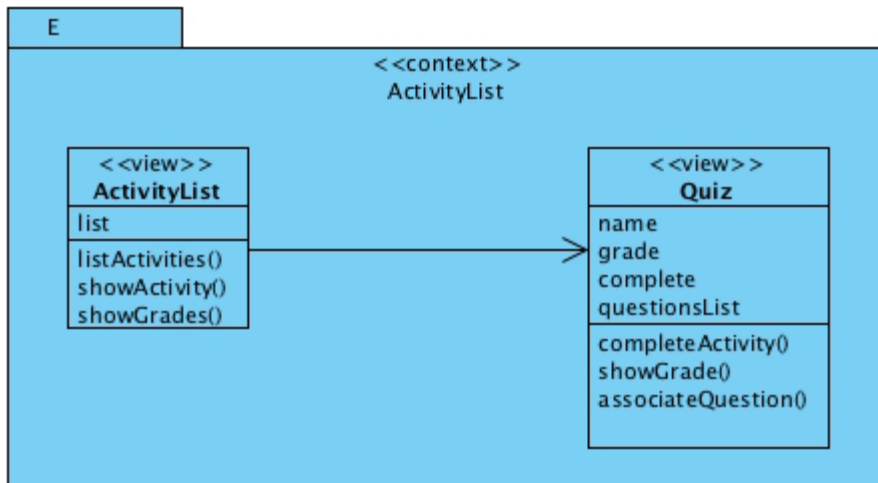 E
<<context>>
ActivityList
<<view>>
ActivityList
list
listActivities()
showActivity()
showGrades()
<<view>>
Quiz
name
grade
complete
questionsList
completeActivity()
showGrade()
associateQuestion()